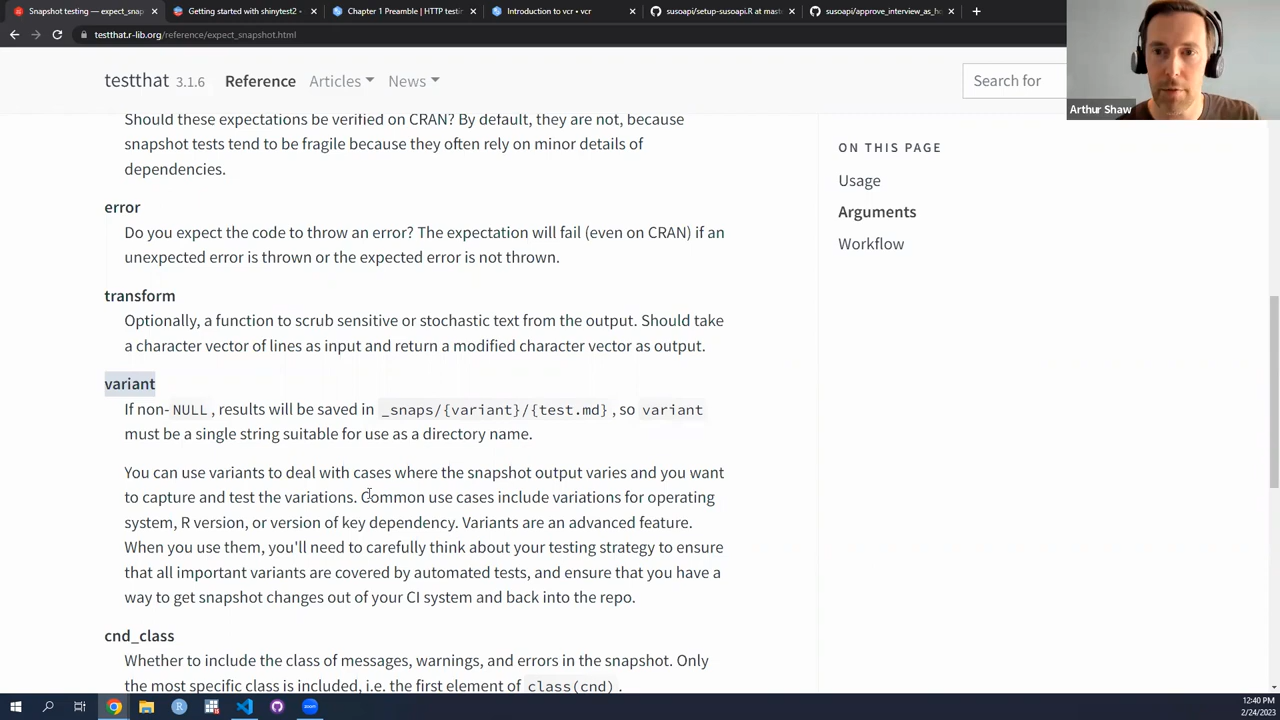 Snapshot testing — expect_snap
Getting started with shinytest2 •
Chapter 1 Preamble | HTTP testi
Introduction to vcr • vcr
susoapi/setup-susoapi.R at mast
susoapi/approve_interview_as_h
testthat.r-lib.org/reference/expect_snapshot.html
testthat 3.1.6 Reference Articles News
Search for
Arthur Shaw
Should these expectations be verified on CRAN? By default, they are not, because
snapshot tests tend to be fragile because they often rely on minor details of
dependencies.
error
Do you expect the code to throw an error? The expectation will fail (even on CRAN) if an
unexpected error is thrown or the expected error is not thrown.
transform
Optionally, a function to scrub sensitive or stochastic text from the output. Should take
a character vector of lines as input and return a modified character vector as output.
variant
If non-NULL, results will be saved in _snaps/{variant}/{test.md}, so variant
must be a single string suitable for use as a directory name.
You can use variants to deal with cases where the snapshot output varies and you want
to capture and test the variations. Common use cases include variations for operating
system, R version, or version of key dependency. Variants are an advanced feature.
When you use them, you'll need to carefully think about your testing strategy to ensure
that all important variants are covered by automated tests, and ensure that you have a
way to get snapshot changes out of your CI system and back into the repo.
cnd_class
Whether to include the class of messages, warnings, and errors in the snapshot. Only
the most specific class is included, i.e. the first element of class(cnd).
ON THIS PAGE
Usage
Arguments
Workflow
12:40 PM
2/24/2023